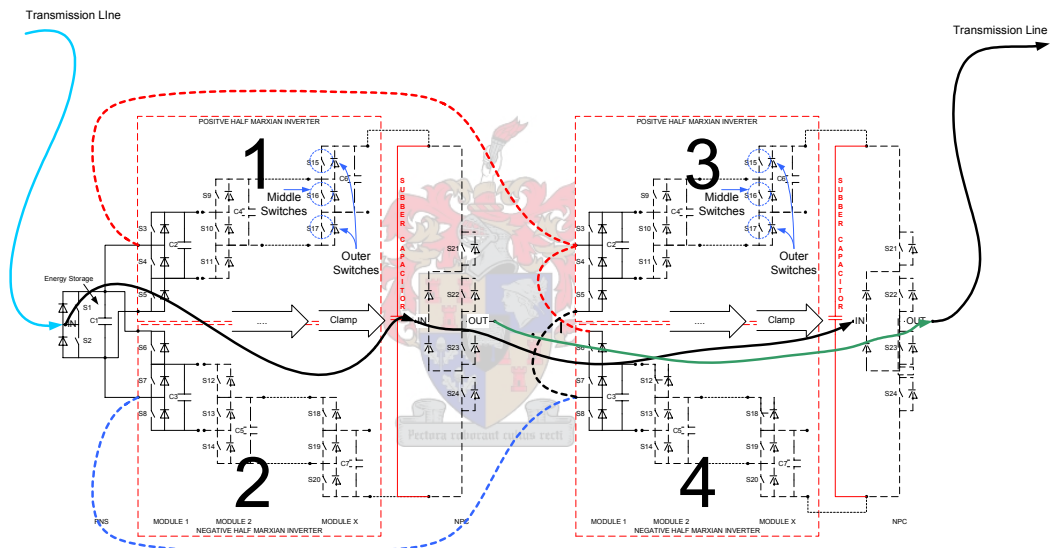 Transmission LIne
Transmission Line
POSITIVE HALF MARXIAN INVERTER
POSITVE HALF MARXIAN INVERTER
1
3
S15
S16
S17
C6
Middle
Switches
Outer
Switches
S9
S10
S11
C4
S3
S4
S5
C2
SUBBER CAPACITOR
S21
S22
S23
S24
S15
S16
S17
C6
Middle
Switches
Outer
Switches
S9
S10
S11
C4
S3
S4
S5
C2
SUBBER CAPACITOR
S21
S22
S23
S24
Energy Storage
IN
S1
C1
S2
....
Clamp
IN
OUT
....
Clamp
IN
OUT
S6
S7
S8
C3
S12
S13
S14
C5
S18
S19
S20
C7
S6
S7
S8
C3
S12
S13
S14
C5
S18
S19
S20
C7
Pectora roborant cultus recti
2
4
PNS
MODULE 1
MODULE 2
MODULE X
NPC
MODULE 1
MODULE 2
MODULE X
NPC
NEGATIVE HALF MARXIAN INVERTER
NEGATIVE HALF MARXIAN INVERTER